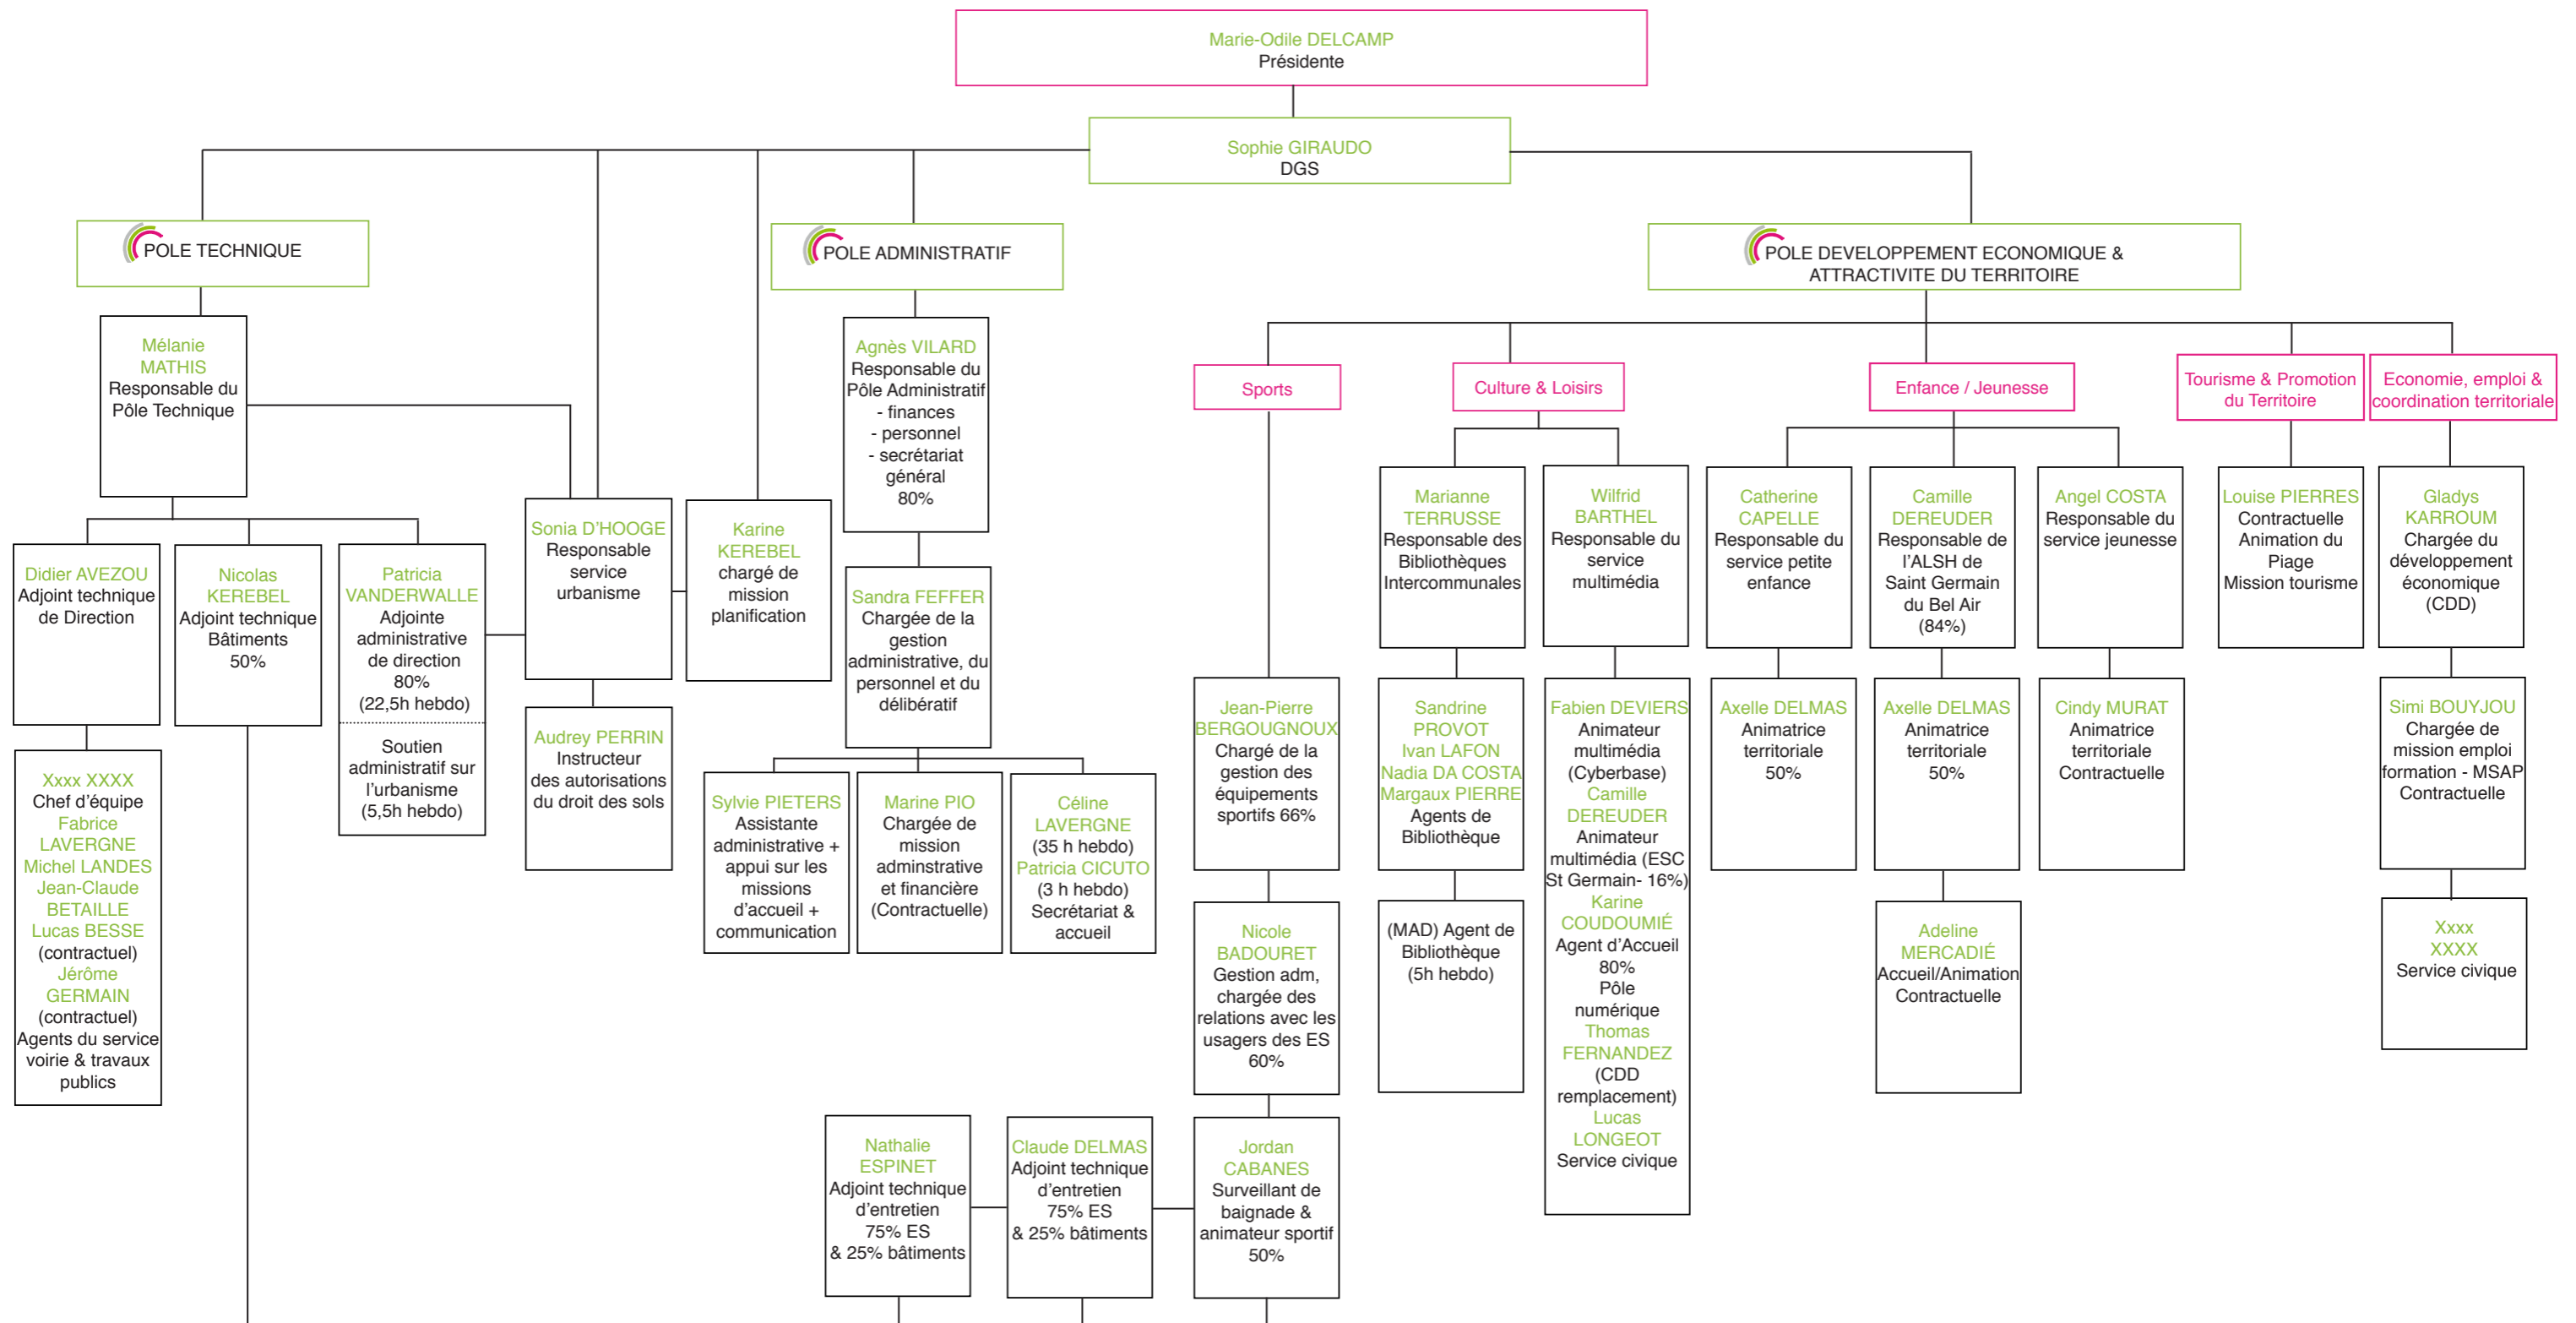 Marie-Odile DELCAMP
Présidente
Sophie GIRAUDO
DGS
POLE TECHNIQUE
POLE ADMINISTRATIF
POLE DEVELOPPEMENT ECONOMIQUE &
ATTRACTIVITE DU TERRITOIRE
Mélanie
MATHIS
Responsable du
Pôle Technique
Agnès VILARD
Responsable du
Pôle Administratif
- finances
- personnel
- secrétariat
général
80%
Sports
Culture & Loisirs
Enfance / Jeunesse
Tourisme & Promotion
du Territoire
Economie, emploi &
coordination territoriale
Didier AVEZOU
Adjoint technique
de Direction
Nicolas
KEREBEL
Adjoint technique
Bâtiments
50%
Patricia
VANDERWALLE
Adjointe
administrative
de direction
80%
(22,5h hebdo)
Soutien
administratif sur
l'urbanisme
(5,5h hebdo)
Sonia D'HOOGE
Responsable
service
urbanisme
Karine
KEREBEL
chargé de
mission
planification
Sandra FEFFER
Chargée de la
gestion
administrative, du
personnel et du
délibératif
Marianne
TERRUSSE
Responsable des
Bibliothèques
Intercommunales
Wilfrid
BARTHEL
Responsable du
service
multimédia
Catherine
CAPELLE
Responsable du
service petite
enfance
Camille
DEREUDER
Responsable de
l'ALSH de
Saint Germain
du Bel Air
(84%)
Angel COSTA
Responsable du
service jeunesse
Louise PIERRES
Contractuelle
Animation du
Piage
Mission tourisme
Gladys
KARROUM
Chargée du
développement
économique
(CDD)
Xxxx XXXX
Chef d'équipe
Fabrice
LAVERGNE
Michel LANDES
Jean-Claude
BETAILLE
Lucas BESSE
(contractuel)
Jérôme
GERMAIN
(contractuel)
Agents du service
voirie & travaux
publics
Audrey PERRIN
Instructeur
des autorisations
du droit des sols
Sylvie PIETERS
Assistante
administrative +
appui sur les
missions
d'accueil +
communication
Marine PIO
Chargée de
mission
adminstrative
et financière
(Contractuelle)
Céline
LAVERGNE
(35 h hebdo)
Patricia CICUTO
(3 h hebdo)
Secrétariat &
accueil
Jean-Pierre
BERGOUGNOUX
Chargé de la
gestion des
équipements
sportifs 66%
Sandrine
PROVOT
Ivan LAFON
Nadia DA COSTA
Margaux PIERRE
Agents de
Bibliothèque
Fabien DEVIERS
Animateur
multimédia
(Cyberbase)
Camille
DEREUDER
Animateur
multimédia (ESC
St Germain- 16%)
Karine
COUDOUMIÉ
Agent d'Accueil
80%
Pôle
numérique
Thomas
FERNANDEZ
(CDD
remplacement)
Lucas
LONGEOT
Service civique
Axelle DELMAS
Animatrice
territoriale
50%
Axelle DELMAS
Animatrice
territoriale
50%
Cindy MURAT
Animatrice
territoriale
Contractuelle
Simi BOUYJOU
Chargée de
mission emploi
formation - MSAP
Contractuelle
Nicole
BADOURET
Gestion adm,
chargée des
relations avec les
usagers des ES
60%
(MAD) Agent de
Bibliothèque
(5h hebdo)
Adeline
MERCADIÉ
Accueil/Animation
Contractuelle
Xxxx
XXXX
Service civique
Nathalie
ESPINET
Adjoint technique
d'entretien
75% ES
& 25% bâtiments
Claude DELMAS
Adjoint technique
d'entretien
75% ES
& 25% bâtiments
Jordan
CABANES
Surveillant de
baignade &
animateur sportif
50%